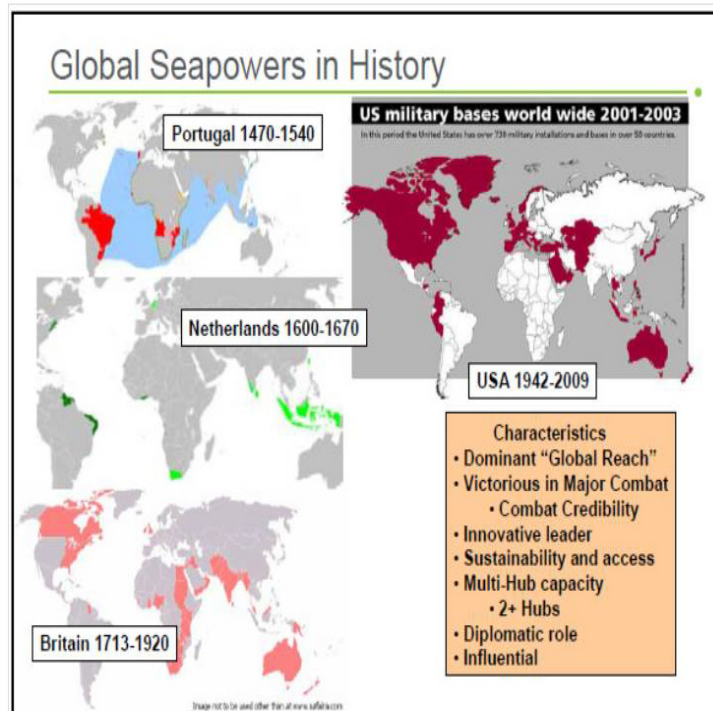 Global Seapowers in History
Portugal 1470-1540
US military bases world wide 2001-2003
In this period the United States has over 730 military installations and bases in over 50 countries.
Netherlands 1600-1670
USA 1942-2009
Characteristics
• Dominant “Global Reach”
• Victorious in Major Combat
• Combat Credibility
• Innovative leader
• Sustainability and access
• Multi-Hub capacity
• 2+ Hubs
• Diplomatic role
• Influential
Britain 1713-1920
Image not to be used other than at